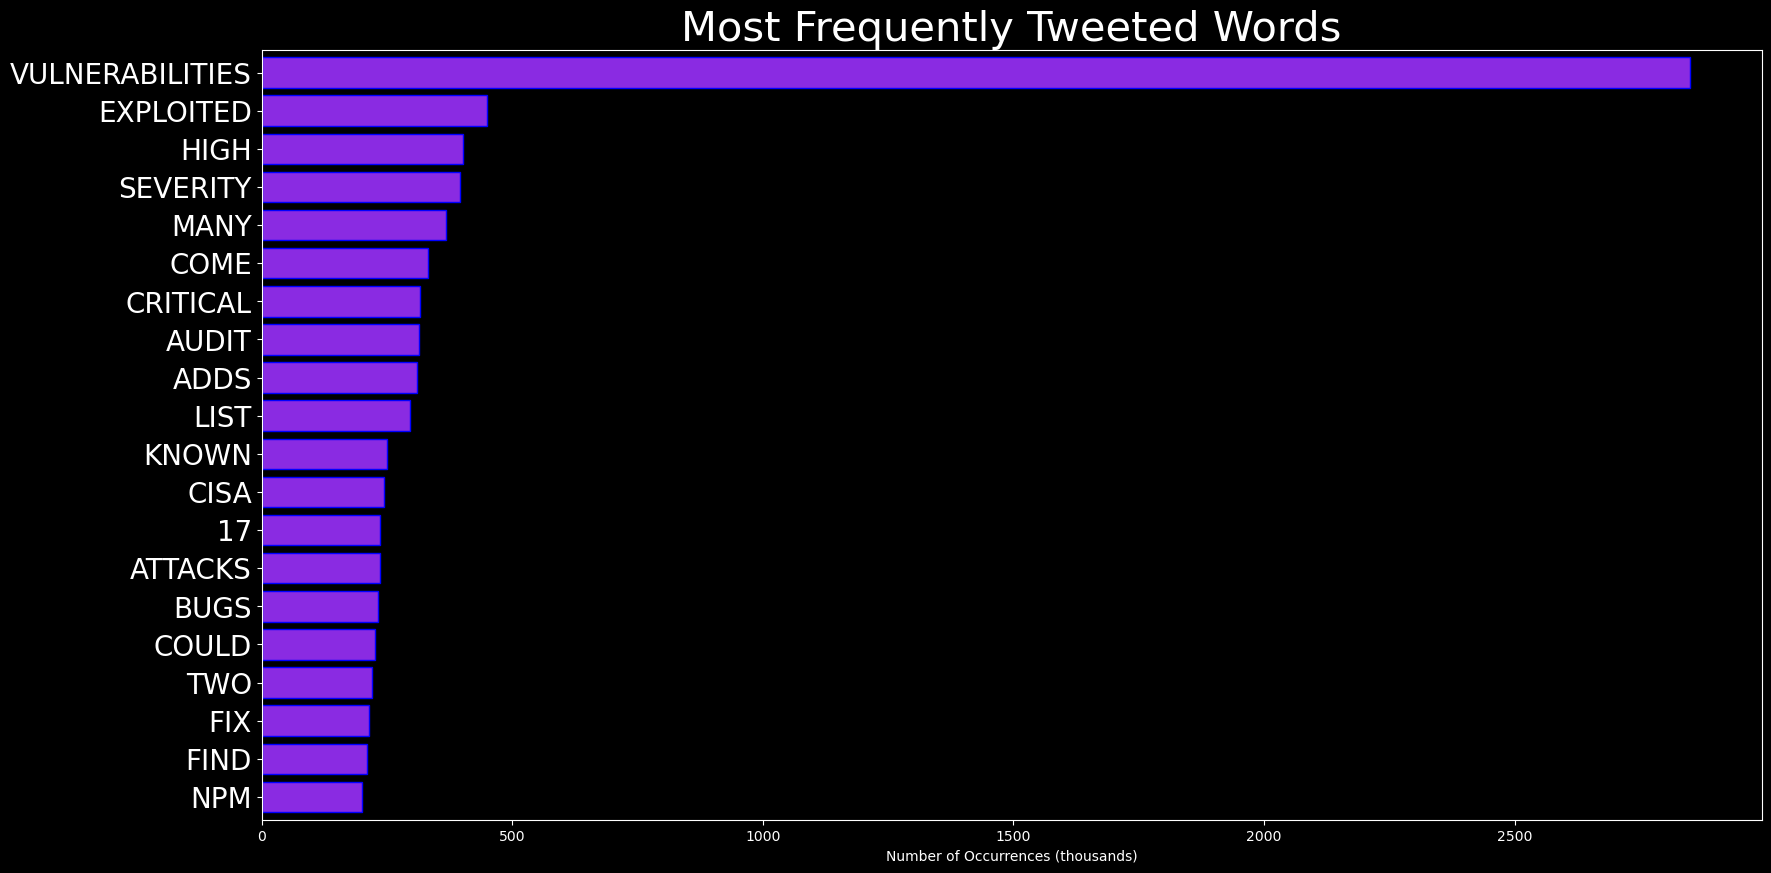 Most Frequently Tweeted Words
VULNERABILITIES
EXPLOITED
HIGH
SEVERITY
MANY
COME
CRITICAL
AUDIT
ADDS
LIST
KNOWN
CISA
17
ATTACKS
BUGS
COULD
TWO
FIX
FIND
NPM
0 500 1000 1500 2000 2500
Number of Occurrences (thousands)